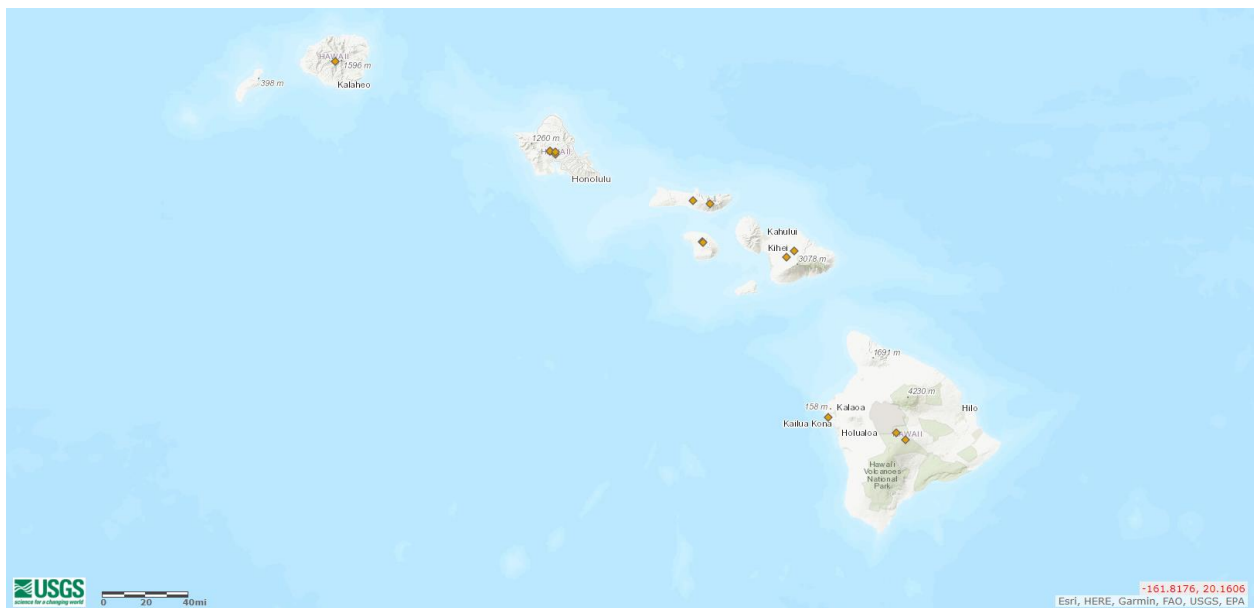 HAWAII
1596 m
398 m
Kalaheo
1260 m
Honolulu
Kahului
Kihei
3078 m
1691 m
4230 m
158 m
Kalaoa
Hilo
Kailua Kona
Holualoa
Hawai'i
Volcanoes
National
Park
USGS
science for a changing world
0 20 40mi
-161.8176, 20.1606
Esri, HERE, Garmin, FAO, USGS, EPA